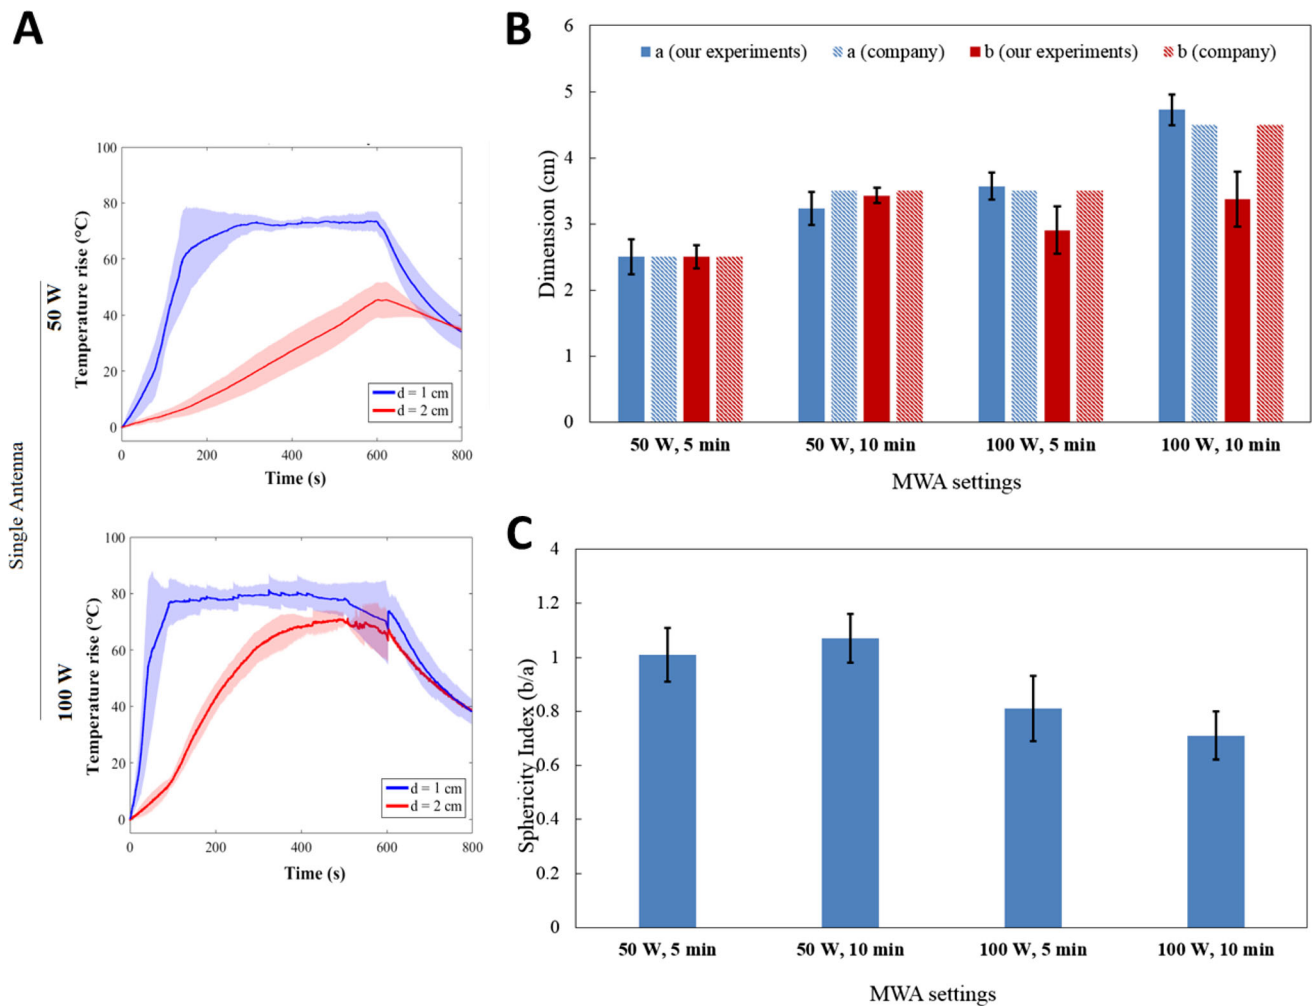 A
Single Antenna
50 W
Temperature rise (°C)
100
80
60
40
20
0
d = 1 cm
d = 2 cm
0 200 400 600 800
Time (s)
100 W
Temperature rise (°C)
100
80
60
40
20
0
d = 1 cm
d = 2 cm
0 200 400 600 800
Time (s)
B
a (our experiments) a (company) b (our experiments) b (company)
Dimension (cm)
6
5
4
3
2
1
0
50 W, 5 min 50 W, 10 min 100 W, 5 min 100 W, 10 min
MWA settings
C
Sphericity Index (b/a)
4
1.2
1
0.8
0.6
0.4
0.2
0
50 W, 5 min 50 W, 10 min 100 W, 5 min 100 W, 10 min
MWA settings